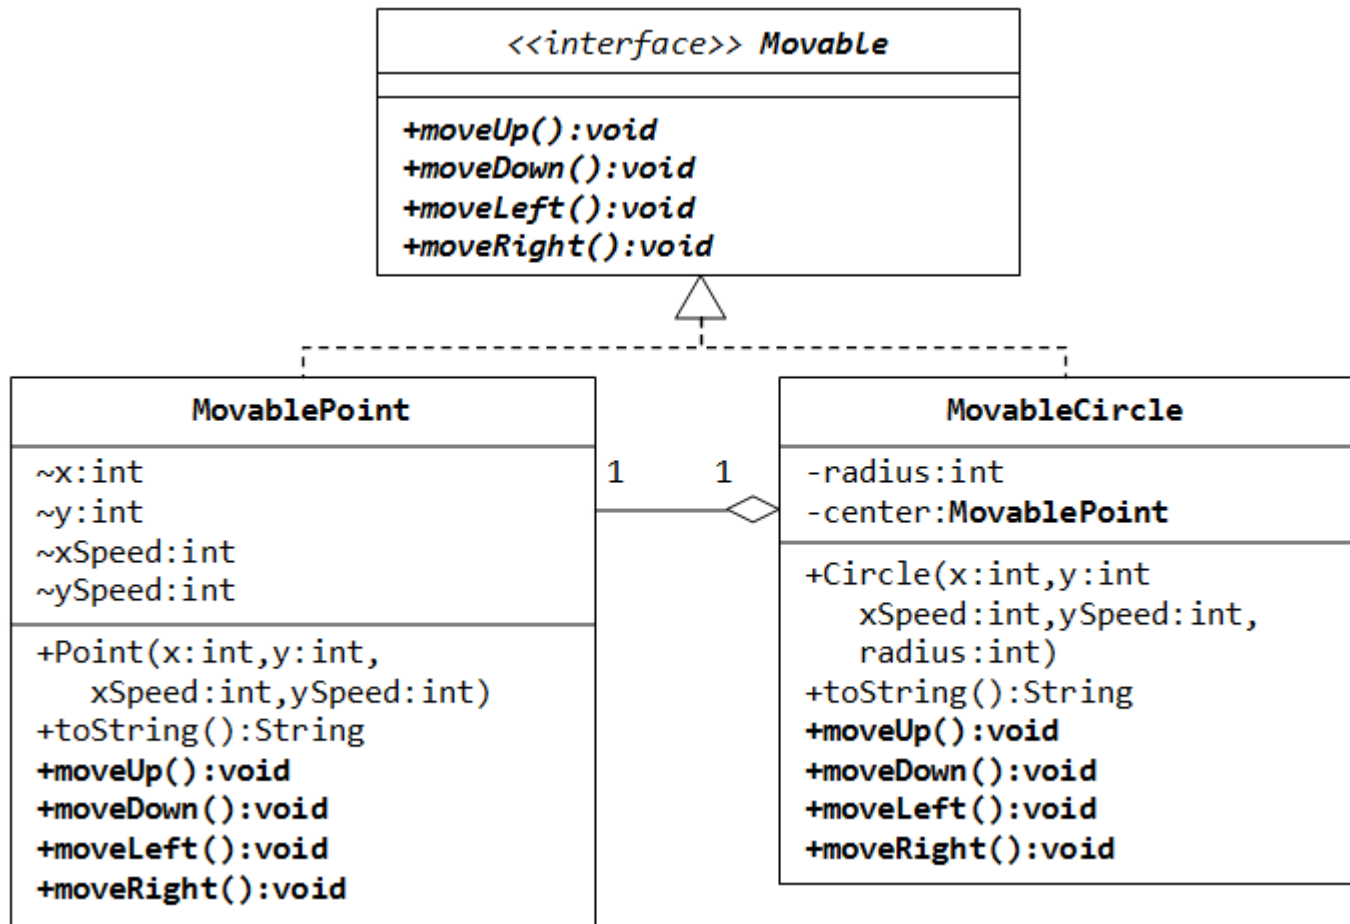 <<interface>> Movable
+moveUp():void
+moveDown():void
+moveLeft():void
+moveRight():void
MovablePoint
~x:int
~y:int
~xSpeed:int
~ySpeed:int
+Point(x:int,y:int,
xSpeed:int,ySpeed:int)
+toString():String
+moveUp():void
+moveDown():void
+moveLeft():void
+moveRight():void
1 1
MovableCircle
-radius:int
-center:MovablePoint
+Circle(x:int,y:int
xSpeed:int,ySpeed:int,
radius:int)
+toString():String
+moveUp():void
+moveDown():void
+moveLeft():void
+moveRight():void